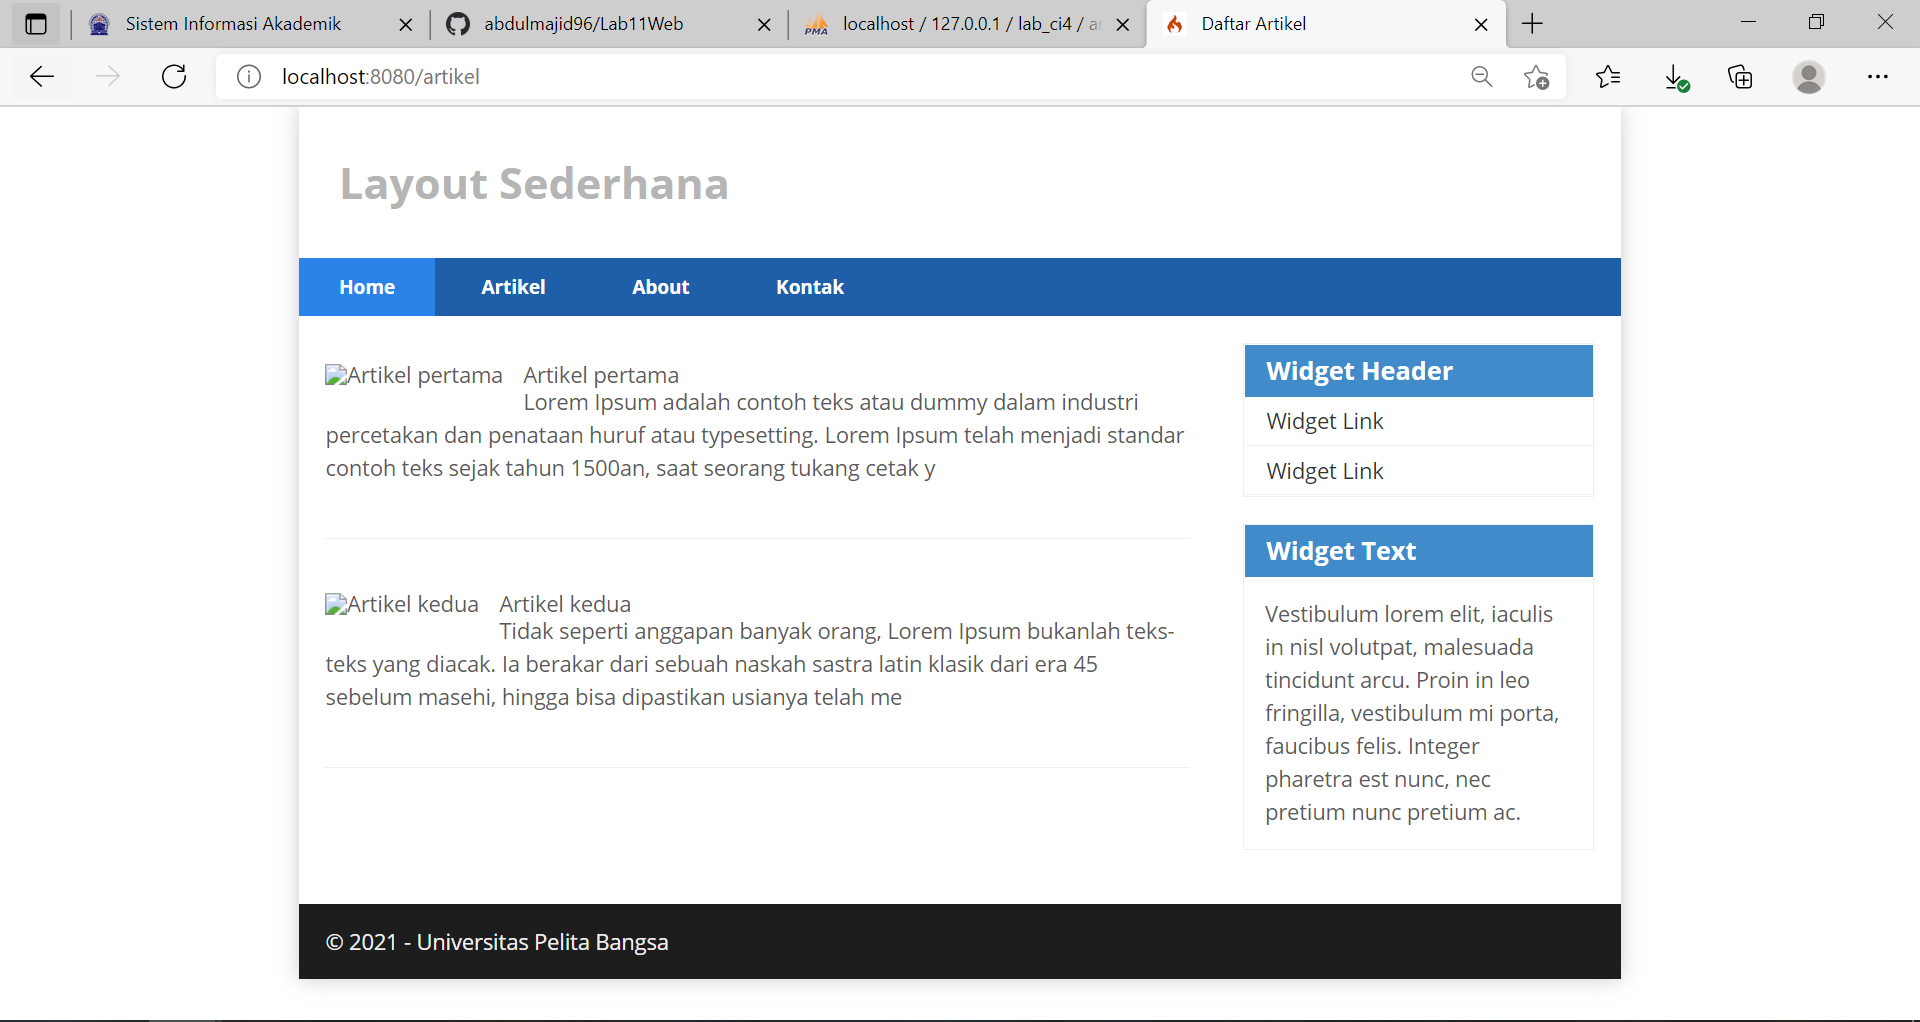 Sistem Informasi Akademik
abdulmajid96/Lab11Web
PMA
localhost / 127.0.0.1 / lab_ci4 / ar
Daftar Artikel
localhost:8080/artikel
Layout Sederhana
Home Artikel About Kontak
Artikel pertama Artikel pertama
Lorem Ipsum adalah contoh teks atau dummy dalam industri
percetakan dan penataan huruf atau typesetting. Lorem Ipsum telah menjadi standar
contoh teks sejak tahun 1500an, saat seorang tukang cetak y
Artikel kedua Artikel kedua
Tidak seperti anggapan banyak orang, Lorem Ipsum bukanlah teks-
teks yang diacak. Ia berakar dari sebuah naskah sastra latin klasik dari era 45
sebelum masehi, hingga bisa dipastikan usianya telah me
Widget Header
Widget Link
Widget Link
Widget Text
Vestibulum lorem elit, iaculis
in nisl volutpat, malesuada
tincidunt arcu. Proin in leo
fringilla, vestibulum mi porta,
faucibus felis. Integer
pharetra est nunc, nec
pretium nunc pretium ac.
© 2021 - Universitas Pelita Bangsa